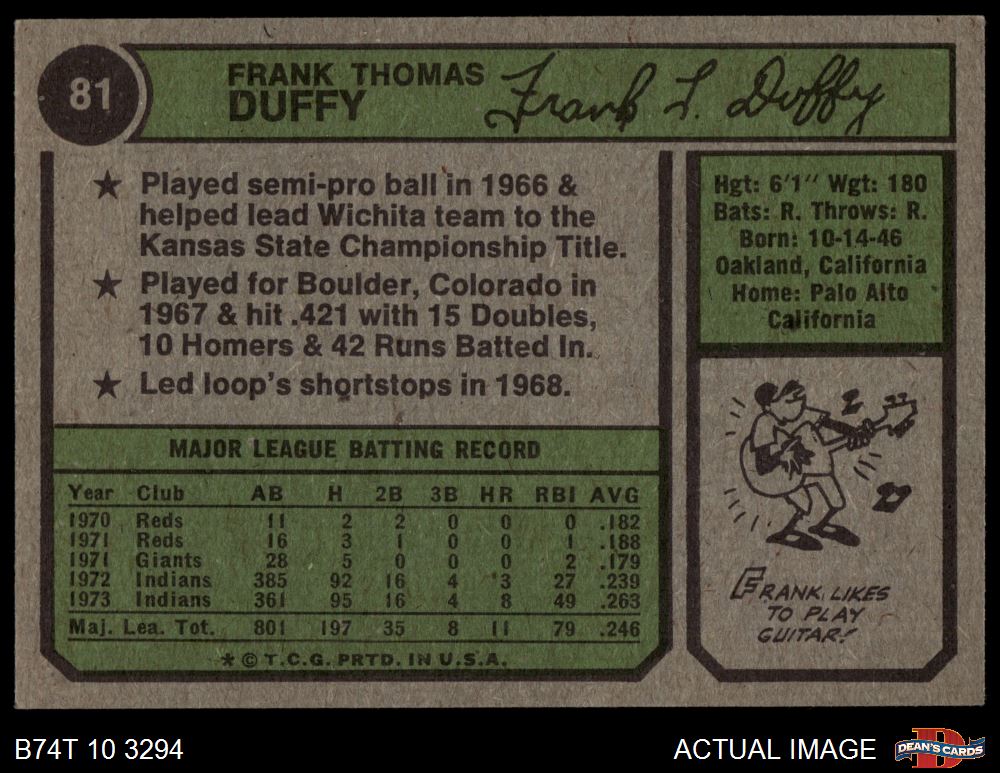 81
FRANK THOMAS
DUFFY
Frank T. Duffy
★ Played semi-pro ball in 1966 &
helped lead Wichita team to the
Kansas State Championship Title.
★ Played for Boulder, Colorado in
1967 & hit .421 with 15 Doubles,
10 Homers & 42 Runs Batted In.
★ Led loop's shortstops in 1968.
Hgt: 6'1" Wgt: 180
Bats: R. Throws: R.
Born: 10-14-46
Oakland, California
Home: Palo Alto
California
MAJOR LEAGUE BATTING RECORD
Year Club AB H 2B 3B HR RBI AVG
1970 Reds 11 2 2 0 0 0 .182
1971 Reds 16 3 1 0 0 1 .188
1971 Giants 28 5 0 0 0 2 .179
1972 Indians 385 92 16 4 3 27 .239
1973 Indians 361 95 16 4 8 49 .263
Maj. Lea. Tot. 801 197 35 8 11 79 .246
* © T.C.G. PRTD. IN U.S.A.
FRANK LIKES
TO PLAY
GUITAR!
B74T 10 3294
ACTUAL IMAGE
D
DEAN'S CARDS